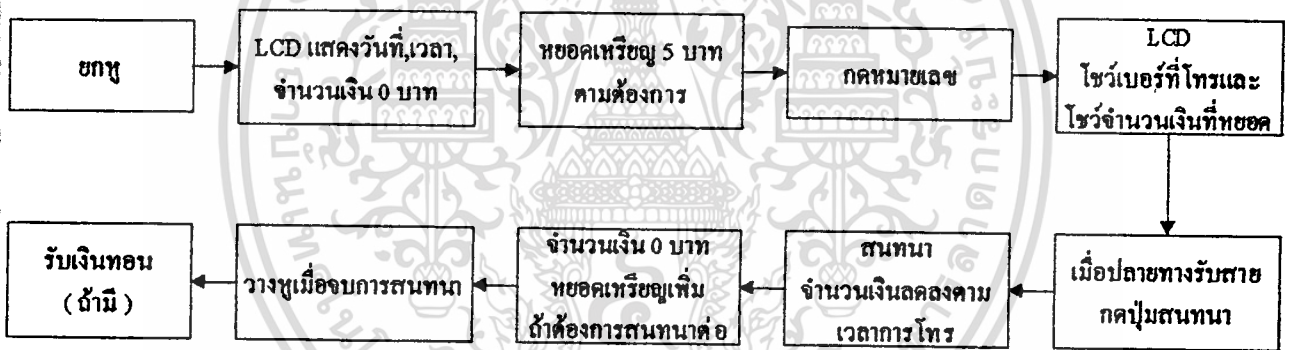 ยกหู
LCD แสดงวันที่,เวลา,
จำนวนเงิน 0 บาท
หยอดเหรียญ 5 บาท
ตามต้องการ
กดหมายเลข
LCD
โชว์เบอร์ที่โทรและ
โชว์จำนวนเงินที่หยอด
เมื่อปลายทางรับสาย
กดปุ่มสนทนา
สนทนา
จำนวนเงินลดลงตาม
เวลาการโทร
จำนวนเงิน 0 บาท
หยอดเหรียญเพิ่ม
ถ้าต้องการสนทนาต่อ
วางหูเมื่อจบการสนทนา
รับเงินทอน
( ถ้ามี )